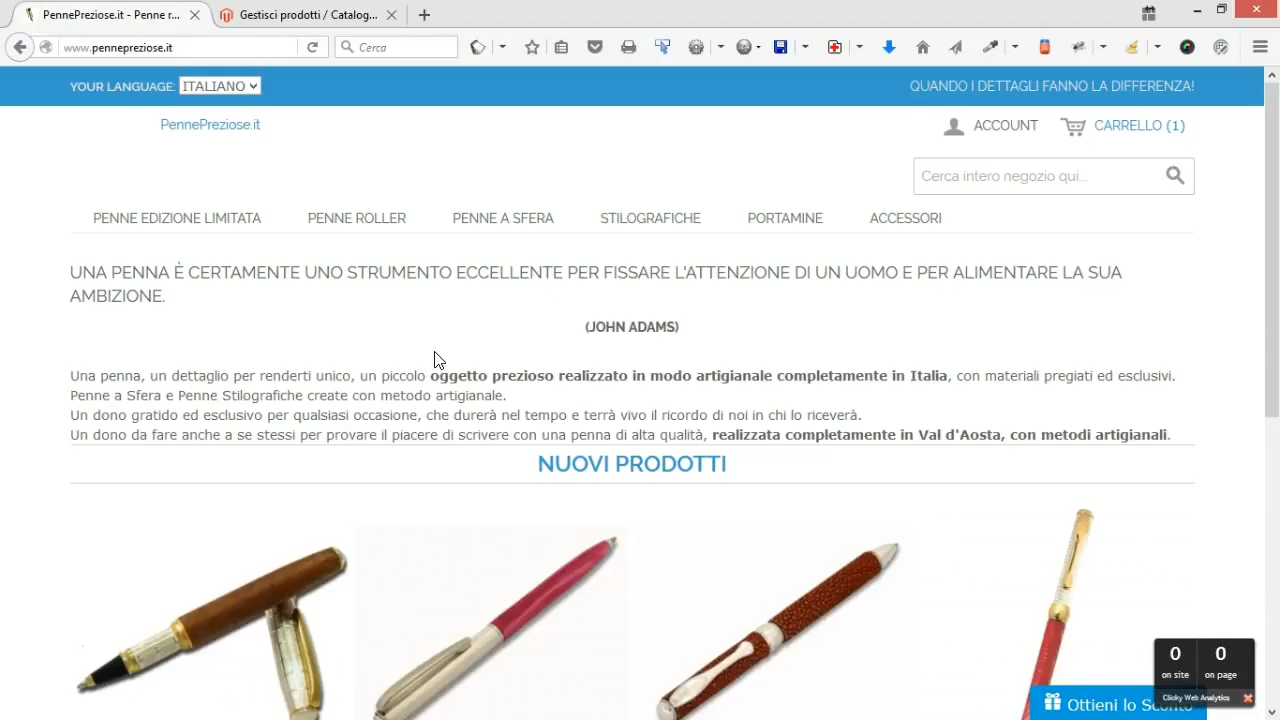 PennePreziose.it - Penne r...
Gestisci prodotti / Catalog...
www.pennepreziose.it
Cerca
YOUR LANGUAGE: ITALIANO
QUANDO I DETTAGLI FANNO LA DIFFERENZA!
PennePreziose.it
ACCOUNT
CARRELLO (1)
Cerca intero negozio qui...
PENNE EDIZIONE LIMITATA
PENNE ROLLER
PENNE A SFERA
STILOGRAFICHE
PORTAMINE
ACCESSORI
UNA PENNA È CERTAMENTE UNO STRUMENTO ECCELLENTE PER FISSARE L'ATTENZIONE DI UN UOMO E PER ALIMENTARE LA SUA
AMBIZIONE.
(JOHN ADAMS)
Una penna, un dettaglio per renderti unico, un piccolo oggetto prezioso realizzato in modo artigianale completamente in Italia, con materiali pregiati ed esclusivi.
Penne a Sfera e Penne Stilografiche create con metodo artigianale.
Un dono gratido ed esclusivo per qualsiasi occasione, che durerà nel tempo e terrà vivo il ricordo di noi in chi lo riceverà.
Un dono da fare anche a se stessi per provare il piacere di scrivere con una penna di alta qualità, realizzata completamente in Val d'Aosta, con metodi artigianali.
NUOVI PRODOTTI
0 0
on site on page
Clicky Web Analytics
Ottieni lo Sconto